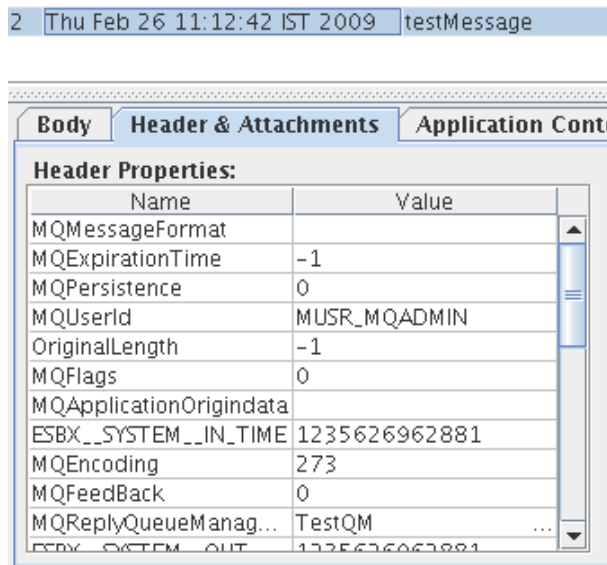 2 Thu Feb 26 11:12:42 IST 2009 testMessage
Body Header & Attachments Application Cont
Header Properties:
Name Value
MQMessageFormat
MQExpirationTime -1
MQPersistence 0
MQUserId MUSR_MQADMIN
OriginalLength -1
MQFlags 0
MQApplicationOrigindata
ESBX__SYSTEM__IN_TIME 1235626962881
MQEncoding 273
MQFeedBack 0
MQReplyQueueManag... TestQM ...
ESBX__SYSTEM__OUT 1235626962881